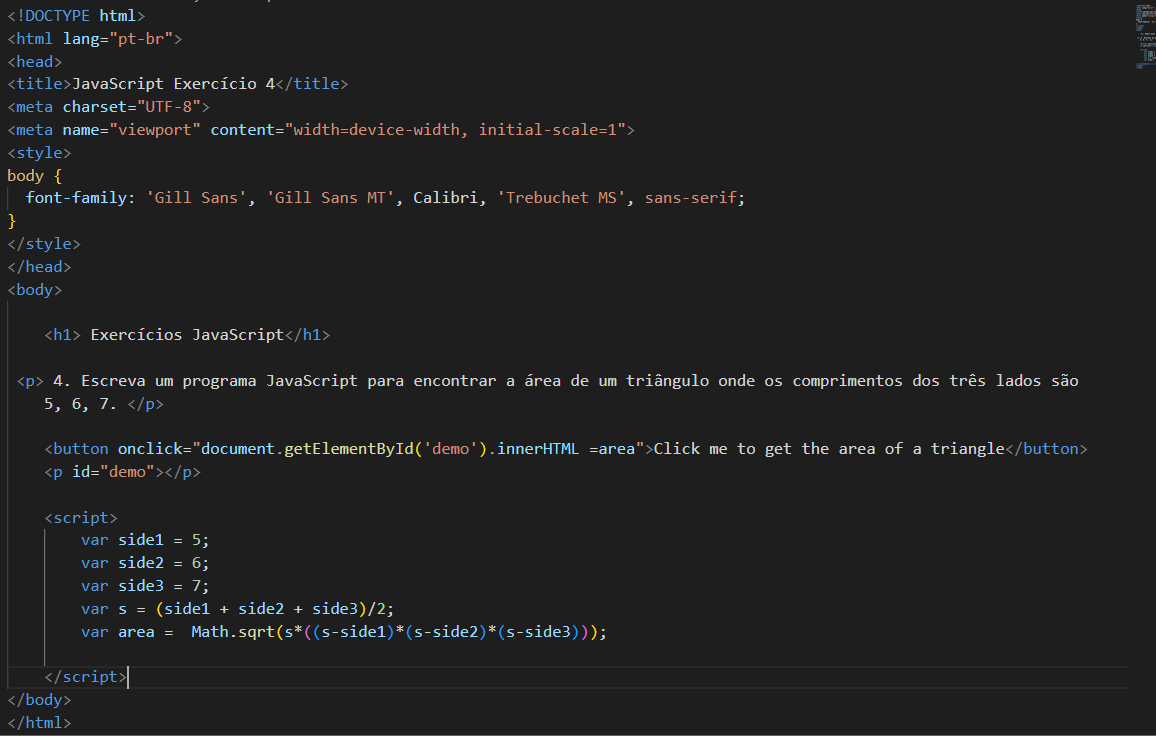 <!DOCTYPE html>
<html lang="pt-br">
<head>
<title>JavaScript Exercício 4</title>
<meta charset="UTF-8">
<meta name="viewport" content="width=device-width, initial-scale=1">
<style>
body {
  font-family: 'Gill Sans', 'Gill Sans MT', Calibri, 'Trebuchet MS', sans-serif;
}
</style>
</head>
<body>
    <h1> Exercícios JavaScript</h1>
 <p> 4. Escreva um programa JavaScript para encontrar a área de um triângulo onde os comprimentos dos três lados são
    5, 6, 7. </p>
    <button onclick="document.getElementById('demo').innerHTML =area">Click me to get the area of a triangle</button>
    <p id="demo"></p>
    <script>
        var side1 = 5;
        var side2 = 6;
        var side3 = 7;
        var s = (side1 + side2 + side3)/2;
        var area =  Math.sqrt(s*((s-side1)*(s-side2)*(s-side3)));
    </script>
</body>
</html>